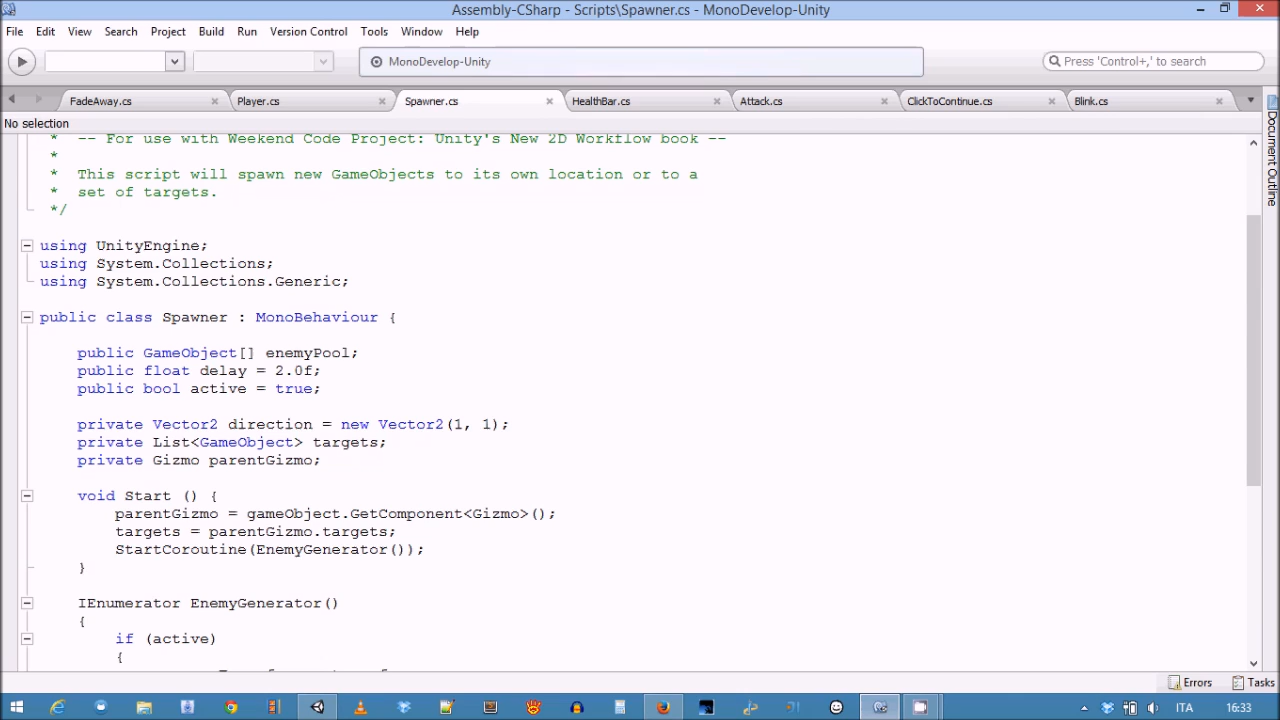 Assembly-CSharp - Scripts\Spawner.cs - MonoDevelop-Unity
File Edit View Search Project Build Run Version Control Tools Window Help
MonoDevelop-Unity
Press 'Control+,' to search
FadeAway.cs Player.cs Spawner.cs HealthBar.cs Attack.cs ClickToContinue.cs Blink.cs
No selection
Document Outline
* -- For use with Weekend Code Project: Unity's New 2D Workflow book --
*
* This script will spawn new GameObjects to its own location or to a
* set of targets.
*/
using UnityEngine;
using System.Collections;
using System.Collections.Generic;
public class Spawner : MonoBehaviour {
public GameObject[] enemyPool;
public float delay = 2.0f;
public bool active = true;
private Vector2 direction = new Vector2(1, 1);
private List<GameObject> targets;
private Gizmo parentGizmo;
void Start () {
parentGizmo = gameObject.GetComponent<Gizmo>();
targets = parentGizmo.targets;
StartCoroutine(EnemyGenerator());
}
IEnumerator EnemyGenerator()
{
if (active)
{
Errors Tasks
ITA 16:33